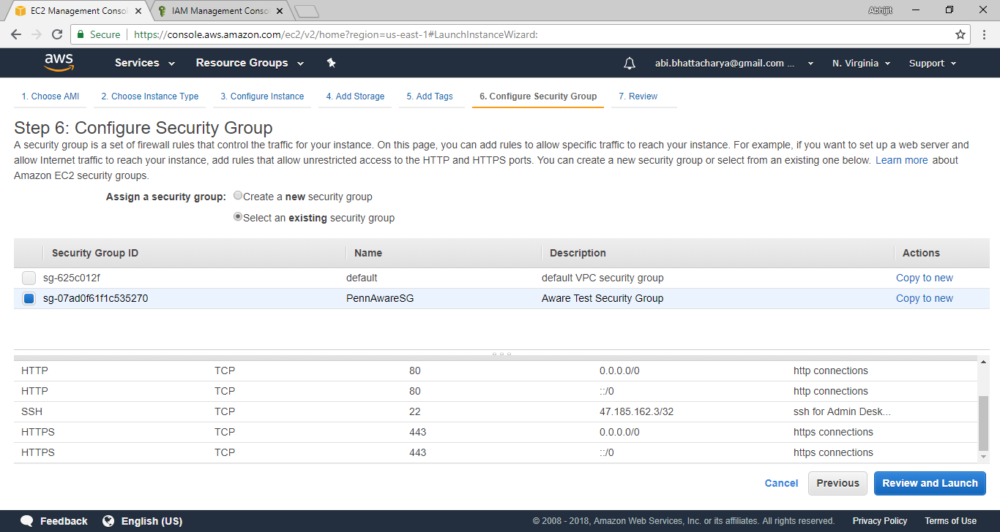 EC2 Management Consol
IAM Management Consol
Abhijit
Secure
https://console.aws.amazon.com/ec2/v2/home?region=us-east-1#LaunchInstanceWizard:
aws
Services
Resource Groups
abi.bhattacharya@gmail.com ...
N. Virginia
Support
1. Choose AMI
2. Choose Instance Type
3. Configure Instance
4. Add Storage
5. Add Tags
6. Configure Security Group
7. Review
Step 6: Configure Security Group
A security group is a set of firewall rules that control the traffic for your instance. On this page, you can add rules to allow specific traffic to reach your instance. For example, if you want to set up a web server and
allow Internet traffic to reach your instance, add rules that allow unrestricted access to the HTTP and HTTPS ports. You can create a new security group or select from an existing one below. Learn more about
Amazon EC2 security groups.
Assign a security group: Create a new security group
Select an existing security group
Security Group ID Name Description Actions
sg-625c012f default default VPC security group Copy to new
sg-07ad0f61f1c535270 PennAwareSG Aware Test Security Group Copy to new
HTTP TCP 80 0.0.0.0/0 http connections
HTTP TCP 80 ::/0 http connections
SSH TCP 22 47.185.162.3/32 ssh for Admin Desk...
HTTPS TCP 443 0.0.0.0/0 https connections
HTTPS TCP 443 ::/0 https connections
Cancel
Previous
Review and Launch
Feedback
English (US)
© 2008 - 2018, Amazon Web Services, Inc. or its affiliates. All rights reserved.
Privacy Policy
Terms of Use